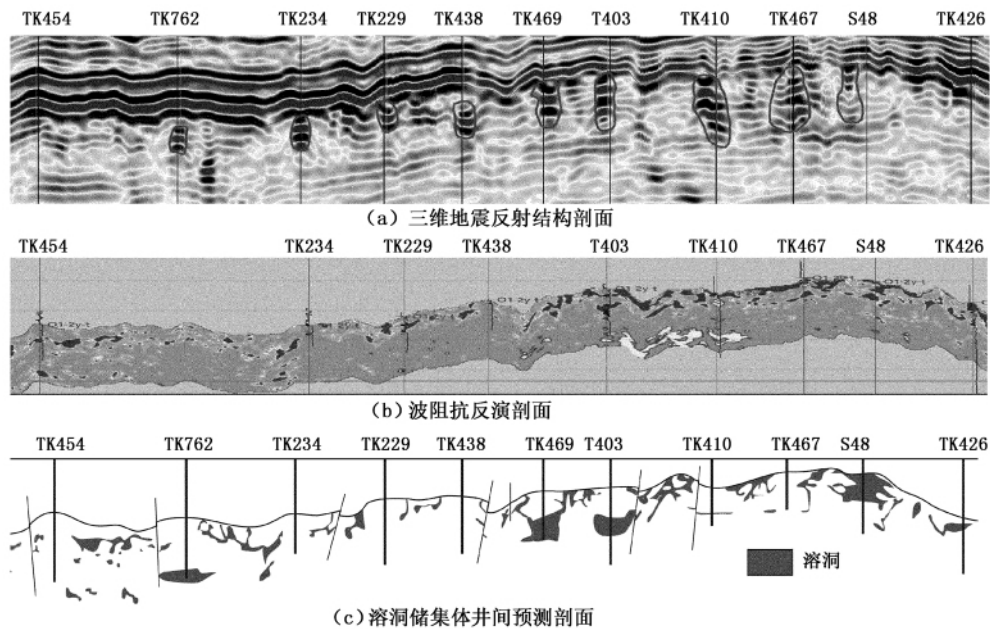 TK454 TK762 TK234 TK229 TK438 TK469 T403 TK410 TK467 S48 TK426
(a)三维地震反射结构剖面
TK454 TK234 TK229 TK438 T403 TK410 TK467 S48 TK426
(b)波阻抗反演剖面
TK454 TK762 TK234 TK229 TK438 TK469 T403 TK410 TK467 S48 TK426
溶洞
(c)溶洞储集体井间预测剖面